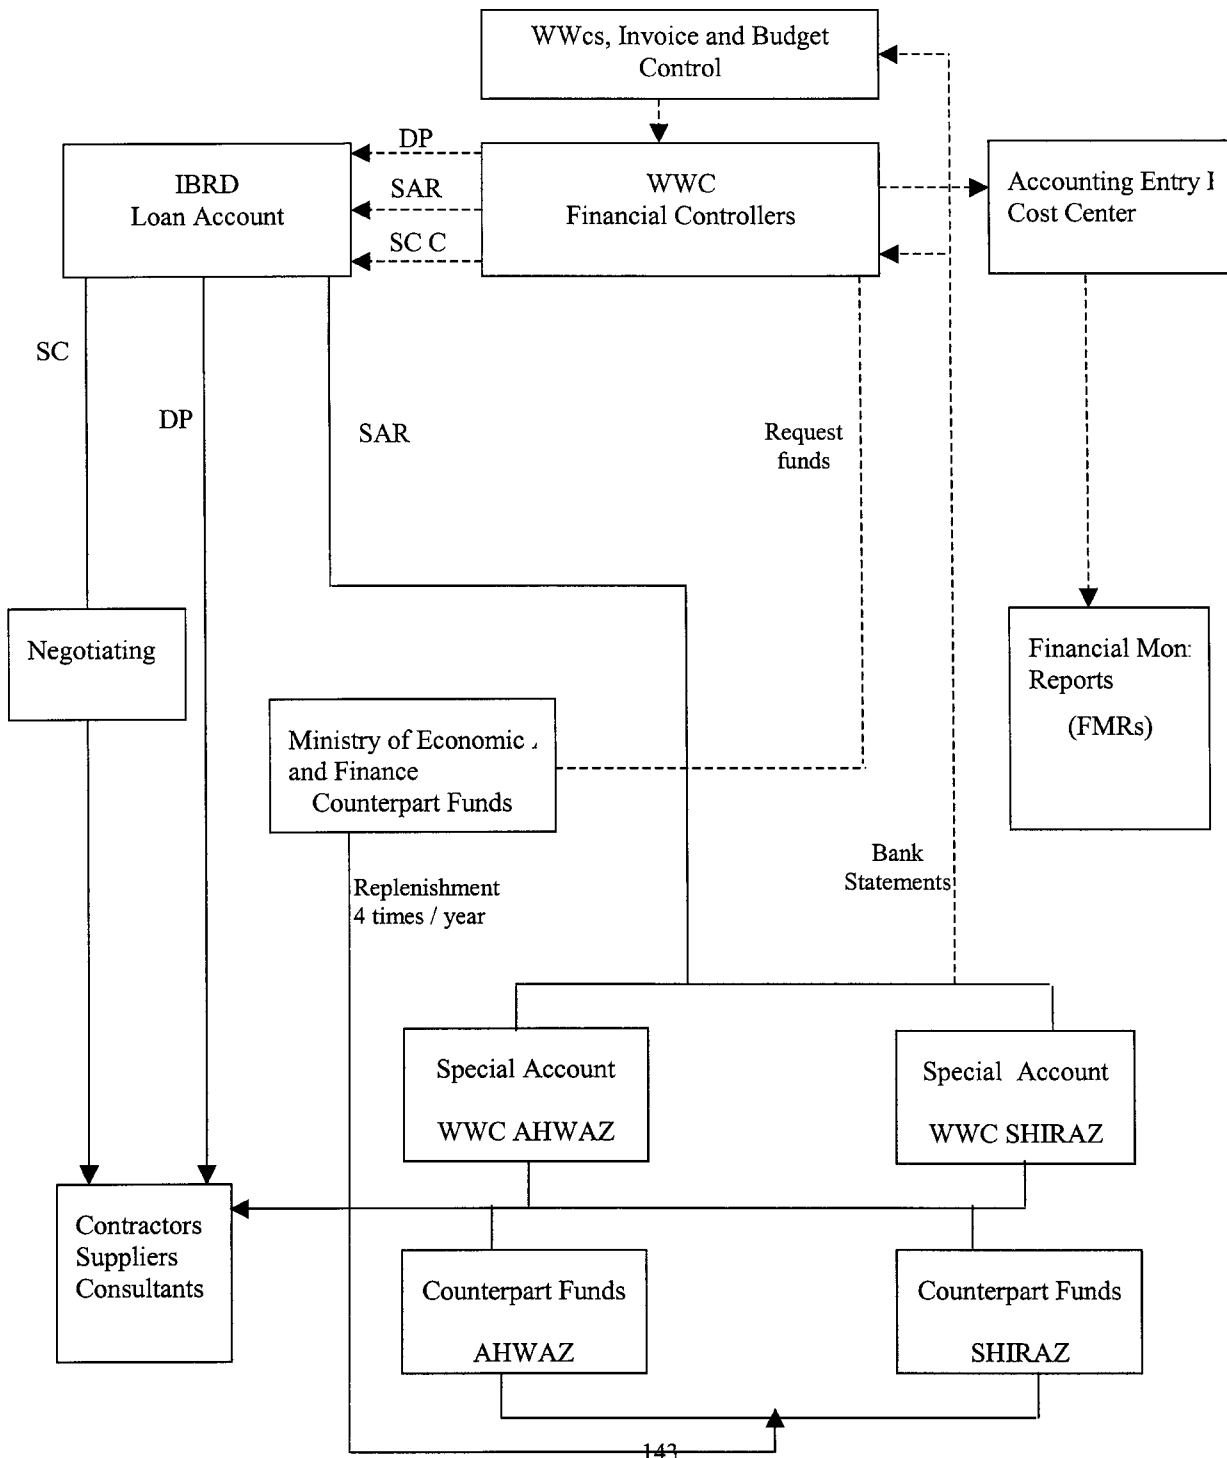 WWcs, Invoice and Budget
Control
DP
IBRD
Loan Account
SAR
SC C
WWC
Financial Controllers
Accounting Entry
Cost Center
SC
DP
SAR
Request
funds
Negotiating
Financial
Reports
(FMRs)
Ministry of Economic
and Finance
Counterpart Funds
Replenishment
4 times / year
Bank
Statements
Special Account
WWC AHWAZ
Special Account
WWC SHIRAZ
Contractors
Suppliers
Consultants
Counterpart Funds
AHWAZ
Counterpart Funds
SHIRAZ